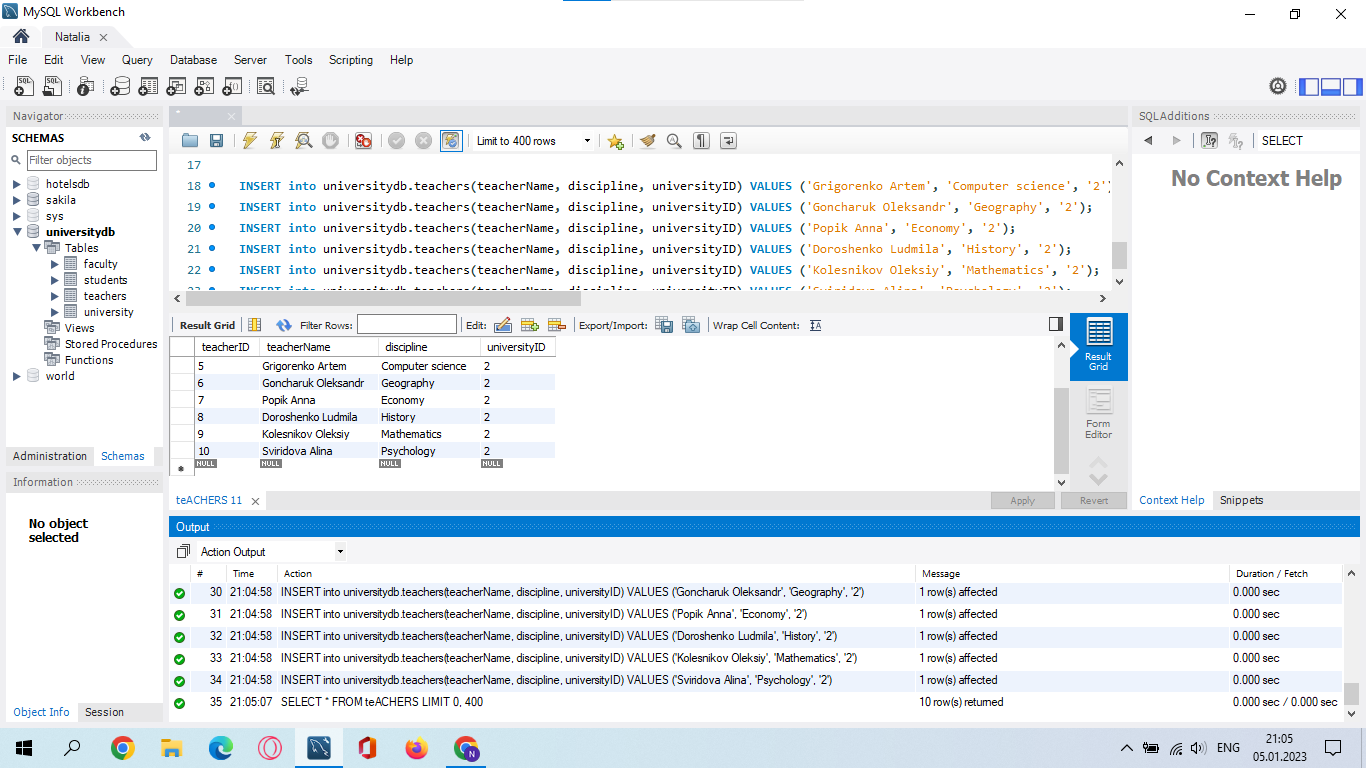 MySQL Workbench
Natalia
File Edit View Query Database Server Tools Scripting Help
Navigator
SCHEMAS
Filter objects
hotelsdb
sakila
sys
universitydb
Tables
faculty
students
teachers
university
Views
Stored Procedures
Functions
world
Administration Schemas
Information
No object
selected
Object Info Session
Limit to 400 rows
17
18 INSERT into universitydb.teachers(teacherName, discipline, universityID) VALUES ('Grigorenko Artem', 'Computer science', '2'
19 INSERT into universitydb.teachers(teacherName, discipline, universityID) VALUES ('Goncharuk Oleksandr', 'Geography', '2');
20 INSERT into universitydb.teachers(teacherName, discipline, universityID) VALUES ('Popik Anna', 'Economy', '2');
21 INSERT into universitydb.teachers(teacherName, discipline, universityID) VALUES ('Doroshenko Ludmila', 'History', '2');
22 INSERT into universitydb.teachers(teacherName, discipline, universityID) VALUES ('Kolesnikov Oleksiy', 'Mathematics', '2');
23 INSERT into universitydb.teachers(teacherName, discipline, universityID) VALUES ('Sviridova Alina', 'Psychology', '2');
Result Grid Filter Rows: Edit: Export/Import: Wrap Cell Content:
teacherID teacherName discipline universityID
5 Grigorenko Artem Computer science 2
6 Goncharuk Oleksandr Geography 2
7 Popik Anna Economy 2
8 Doroshenko Ludmila History 2
9 Kolesnikov Oleksiy Mathematics 2
10 Sviridova Alina Psychology 2
NULL NULL NULL NULL
Result
Grid
Form
Editor
teACHERS 11 Apply Revert
SQLAdditions
SELECT
No Context Help
Context Help Snippets
Output
Action Output
# Time Action Message Duration / Fetch
30 21:04:58 INSERT into universitydb.teachers(teacherName, discipline, universityID) VALUES ('Goncharuk Oleksandr', 'Geography', '2') 1 row(s) affected 0.000 sec
31 21:04:58 INSERT into universitydb.teachers(teacherName, discipline, universityID) VALUES ('Popik Anna', 'Economy', '2') 1 row(s) affected 0.000 sec
32 21:04:58 INSERT into universitydb.teachers(teacherName, discipline, universityID) VALUES ('Doroshenko Ludmila', 'History', '2') 1 row(s) affected 0.000 sec
33 21:04:58 INSERT into universitydb.teachers(teacherName, discipline, universityID) VALUES ('Kolesnikov Oleksiy', 'Mathematics', '2') 1 row(s) affected 0.000 sec
34 21:04:58 INSERT into universitydb.teachers(teacherName, discipline, universityID) VALUES ('Sviridova Alina', 'Psychology', '2') 1 row(s) affected 0.000 sec
35 21:05:07 SELECT * FROM teACHERS LIMIT 0, 400 10 row(s) returned 0.000 sec / 0.000 sec
ENG
21:05
05.01.2023